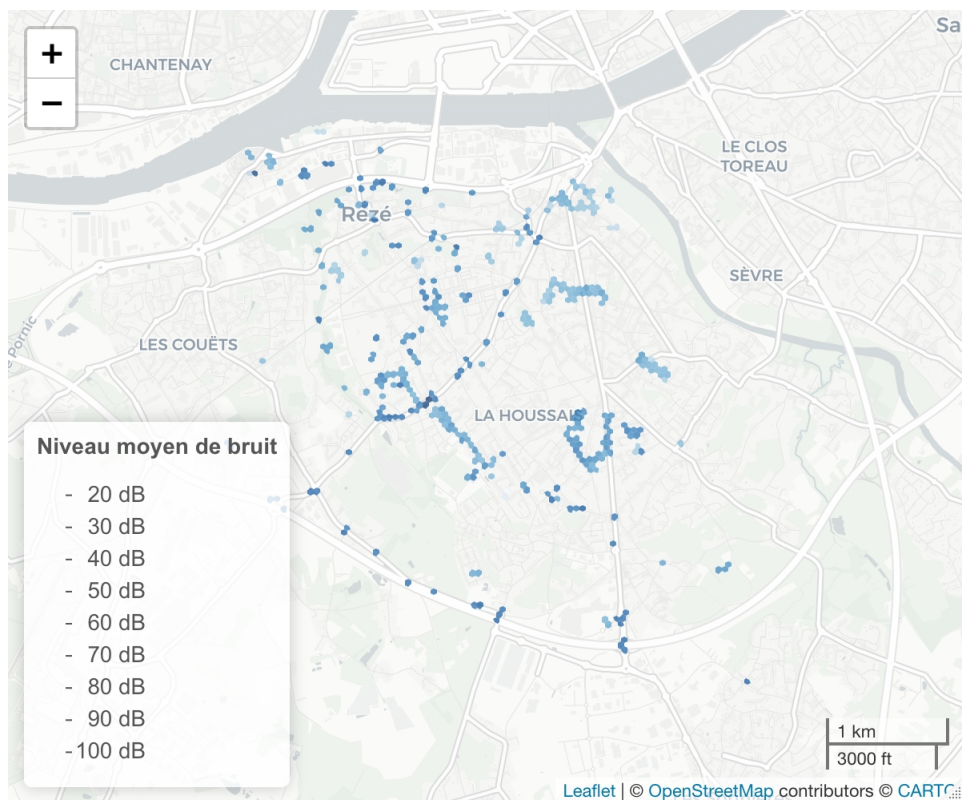 +
−
Sa
CHANTENAY
LE CLOS
TOREAU
Rezé
SÈVRE
Pornic
LES COUËTS
LA HOUSSAI
Niveau moyen de bruit
- 20 dB
- 30 dB
- 40 dB
- 50 dB
- 60 dB
- 70 dB
- 80 dB
- 90 dB
-100 dB
1 km
3000 ft
Leaflet | © OpenStreetMap contributors © CARTO